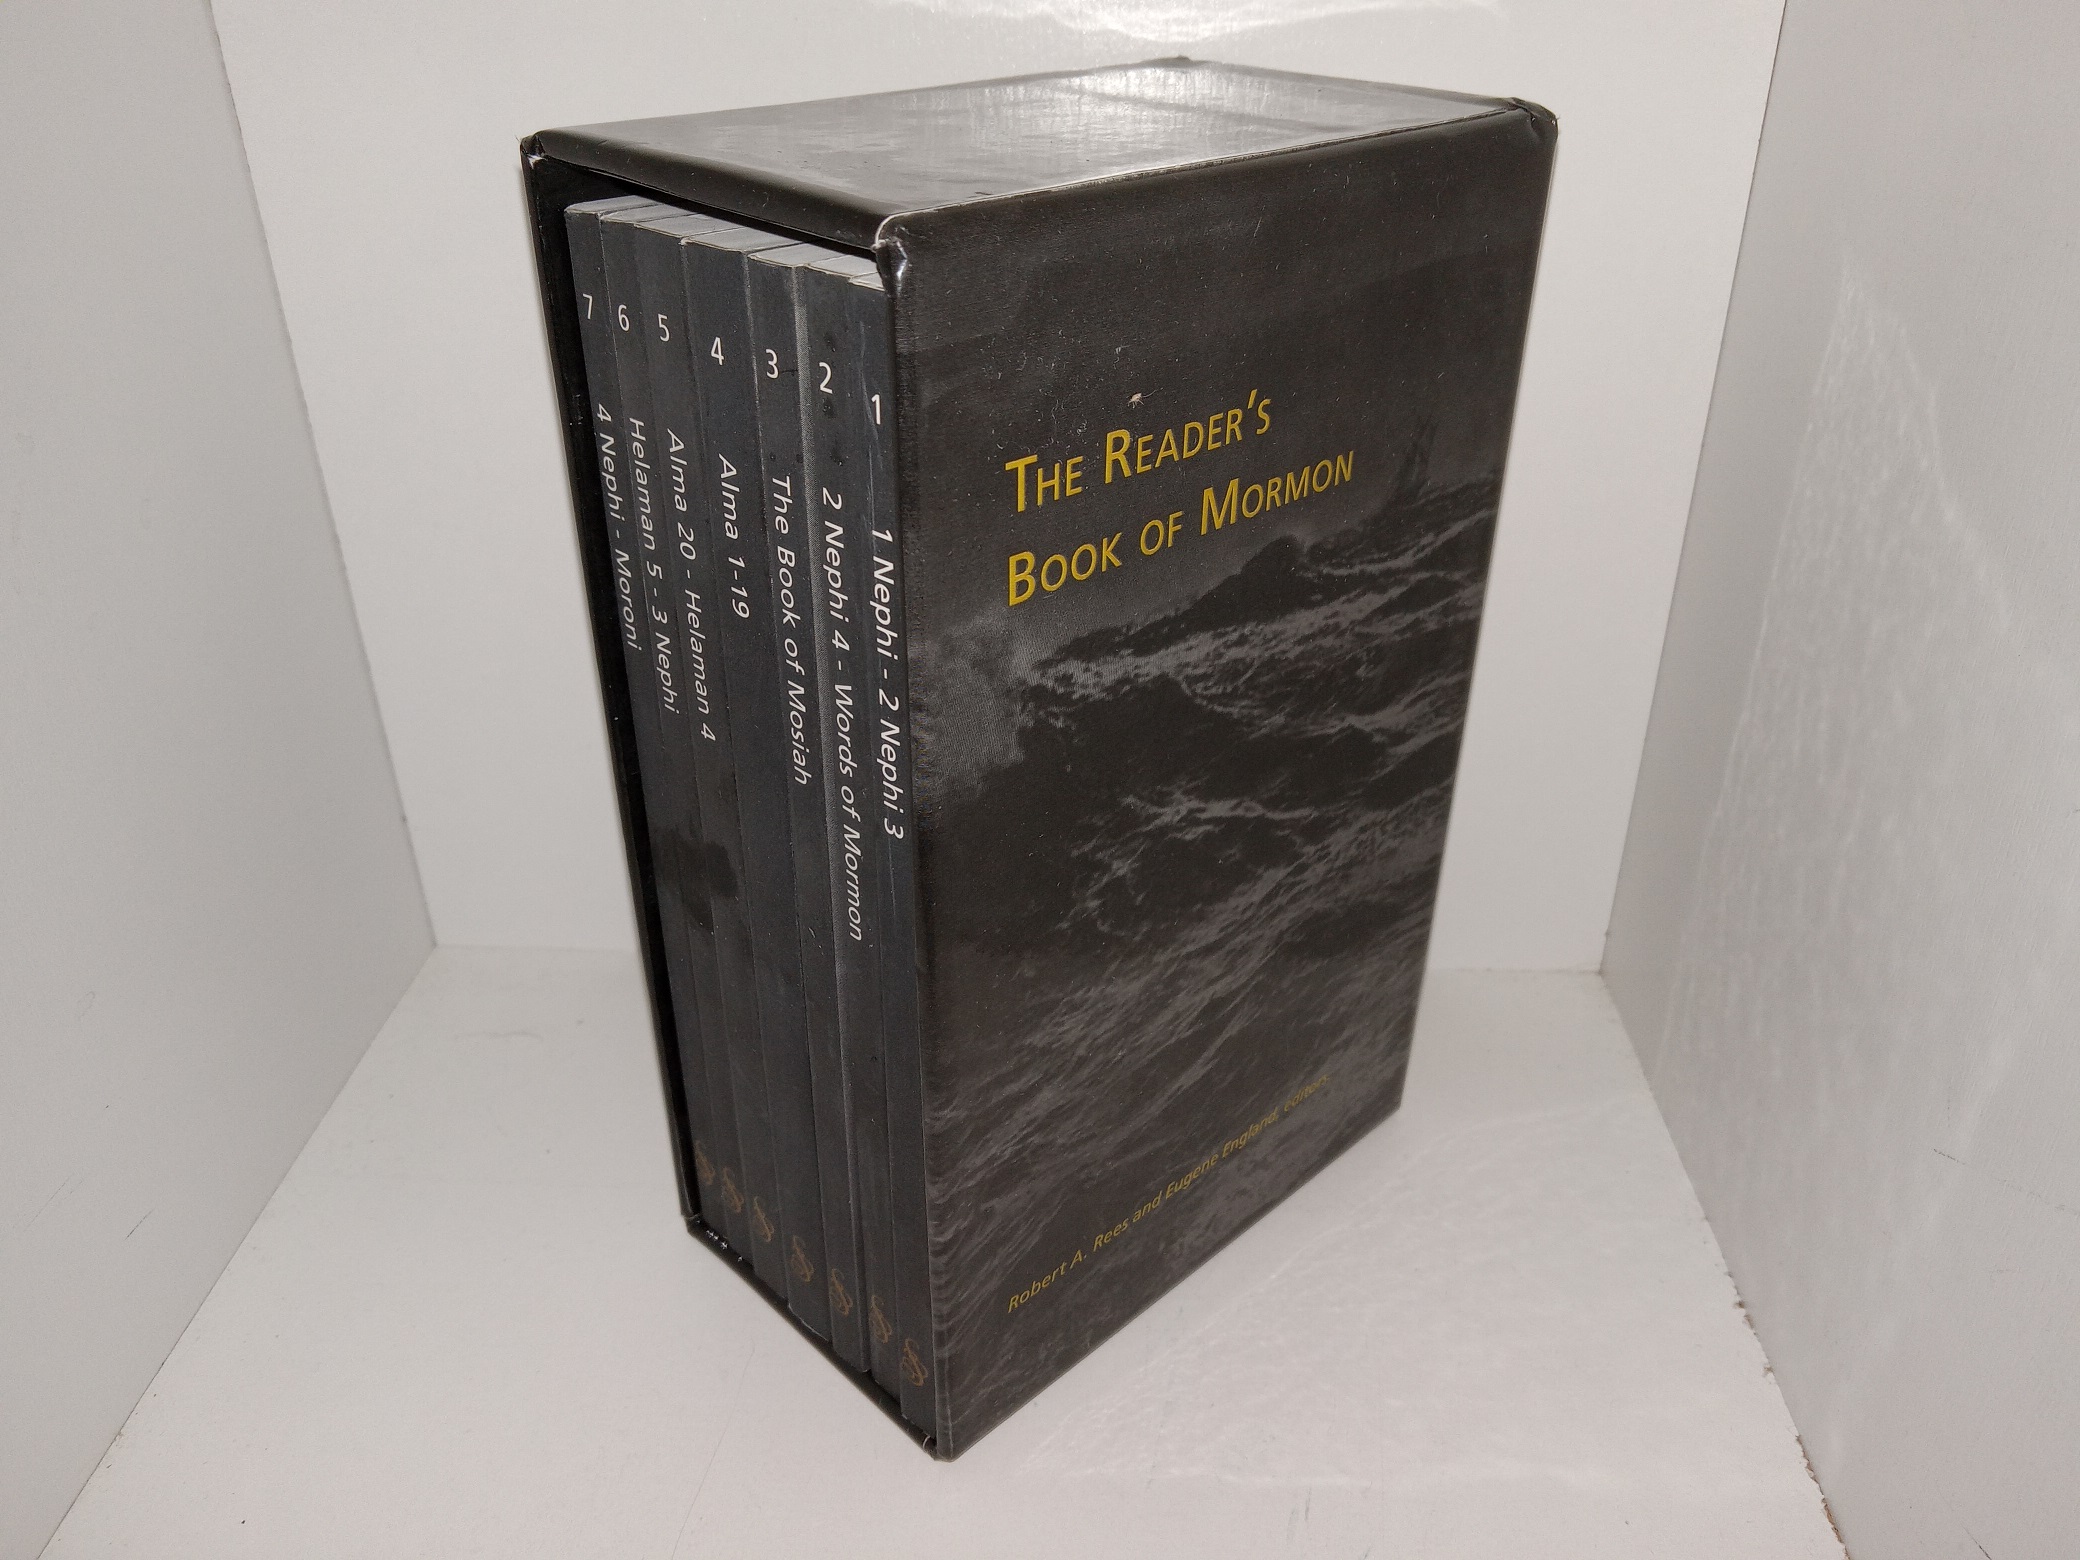 7
4 Nephi - Moroni
6
Helaman 5 - 3 Nephi
5
Alma 20 - Helaman 4
4
Alma 1-19
3
The Book of Mosiah
2
2 Nephi 4 - Words of Mormon
1
1 Nephi - 2 Nephi 3
THE READER'S
BOOK OF MORMON
Robert A. Rees and Eugene England, editors